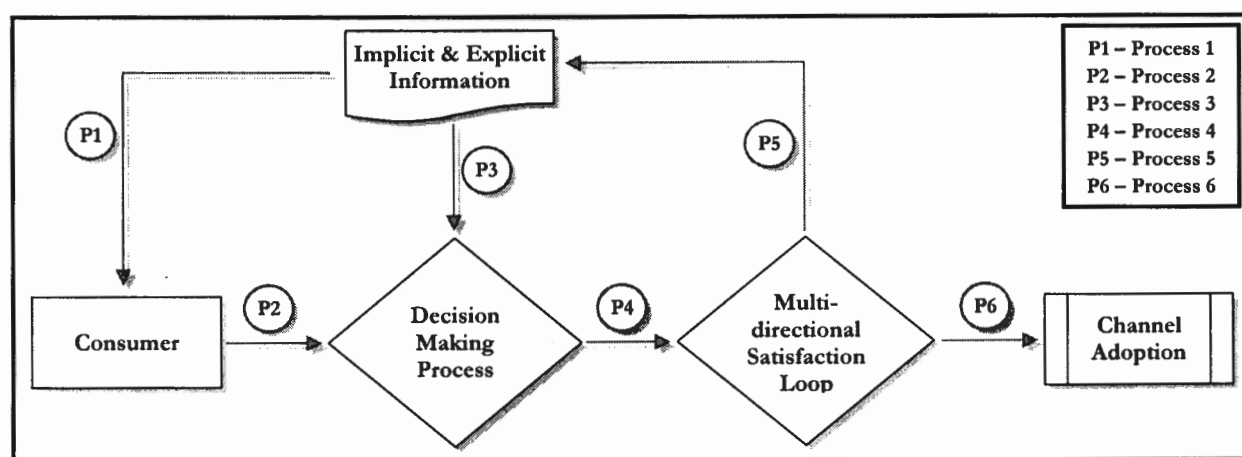 Implicit & Explicit
Information
P1 – Process 1
P2 – Process 2
P3 – Process 3
P4 – Process 4
P5 – Process 5
P6 – Process 6
P1
P3
P5
Consumer
P2
Decision
Making
Process
P4
Multi-
directional
Satisfaction
Loop
P6
Channel
Adoption